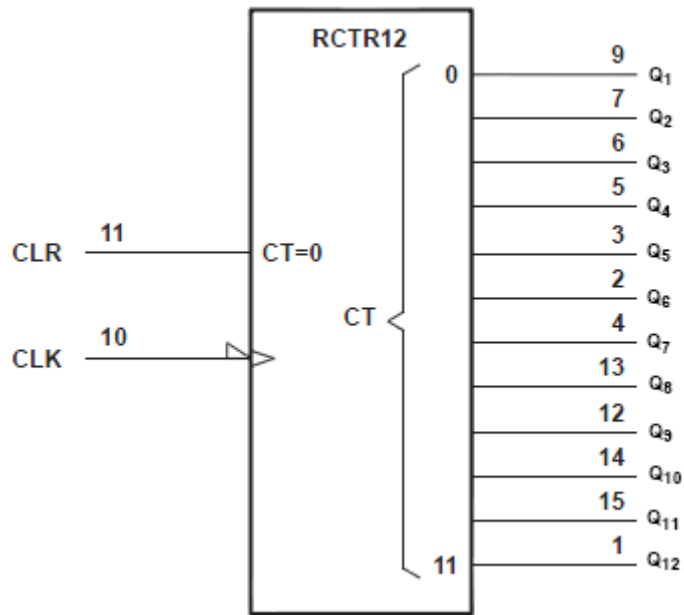 RCTR12
0 9 Q1
7 Q2
6 Q3
5 Q4
CLR 11 CT=0 3 Q5
2 Q6
CT 4 Q7
CLK 10 13 Q8
12 Q9
14 Q10
15 Q11
11 1 Q12